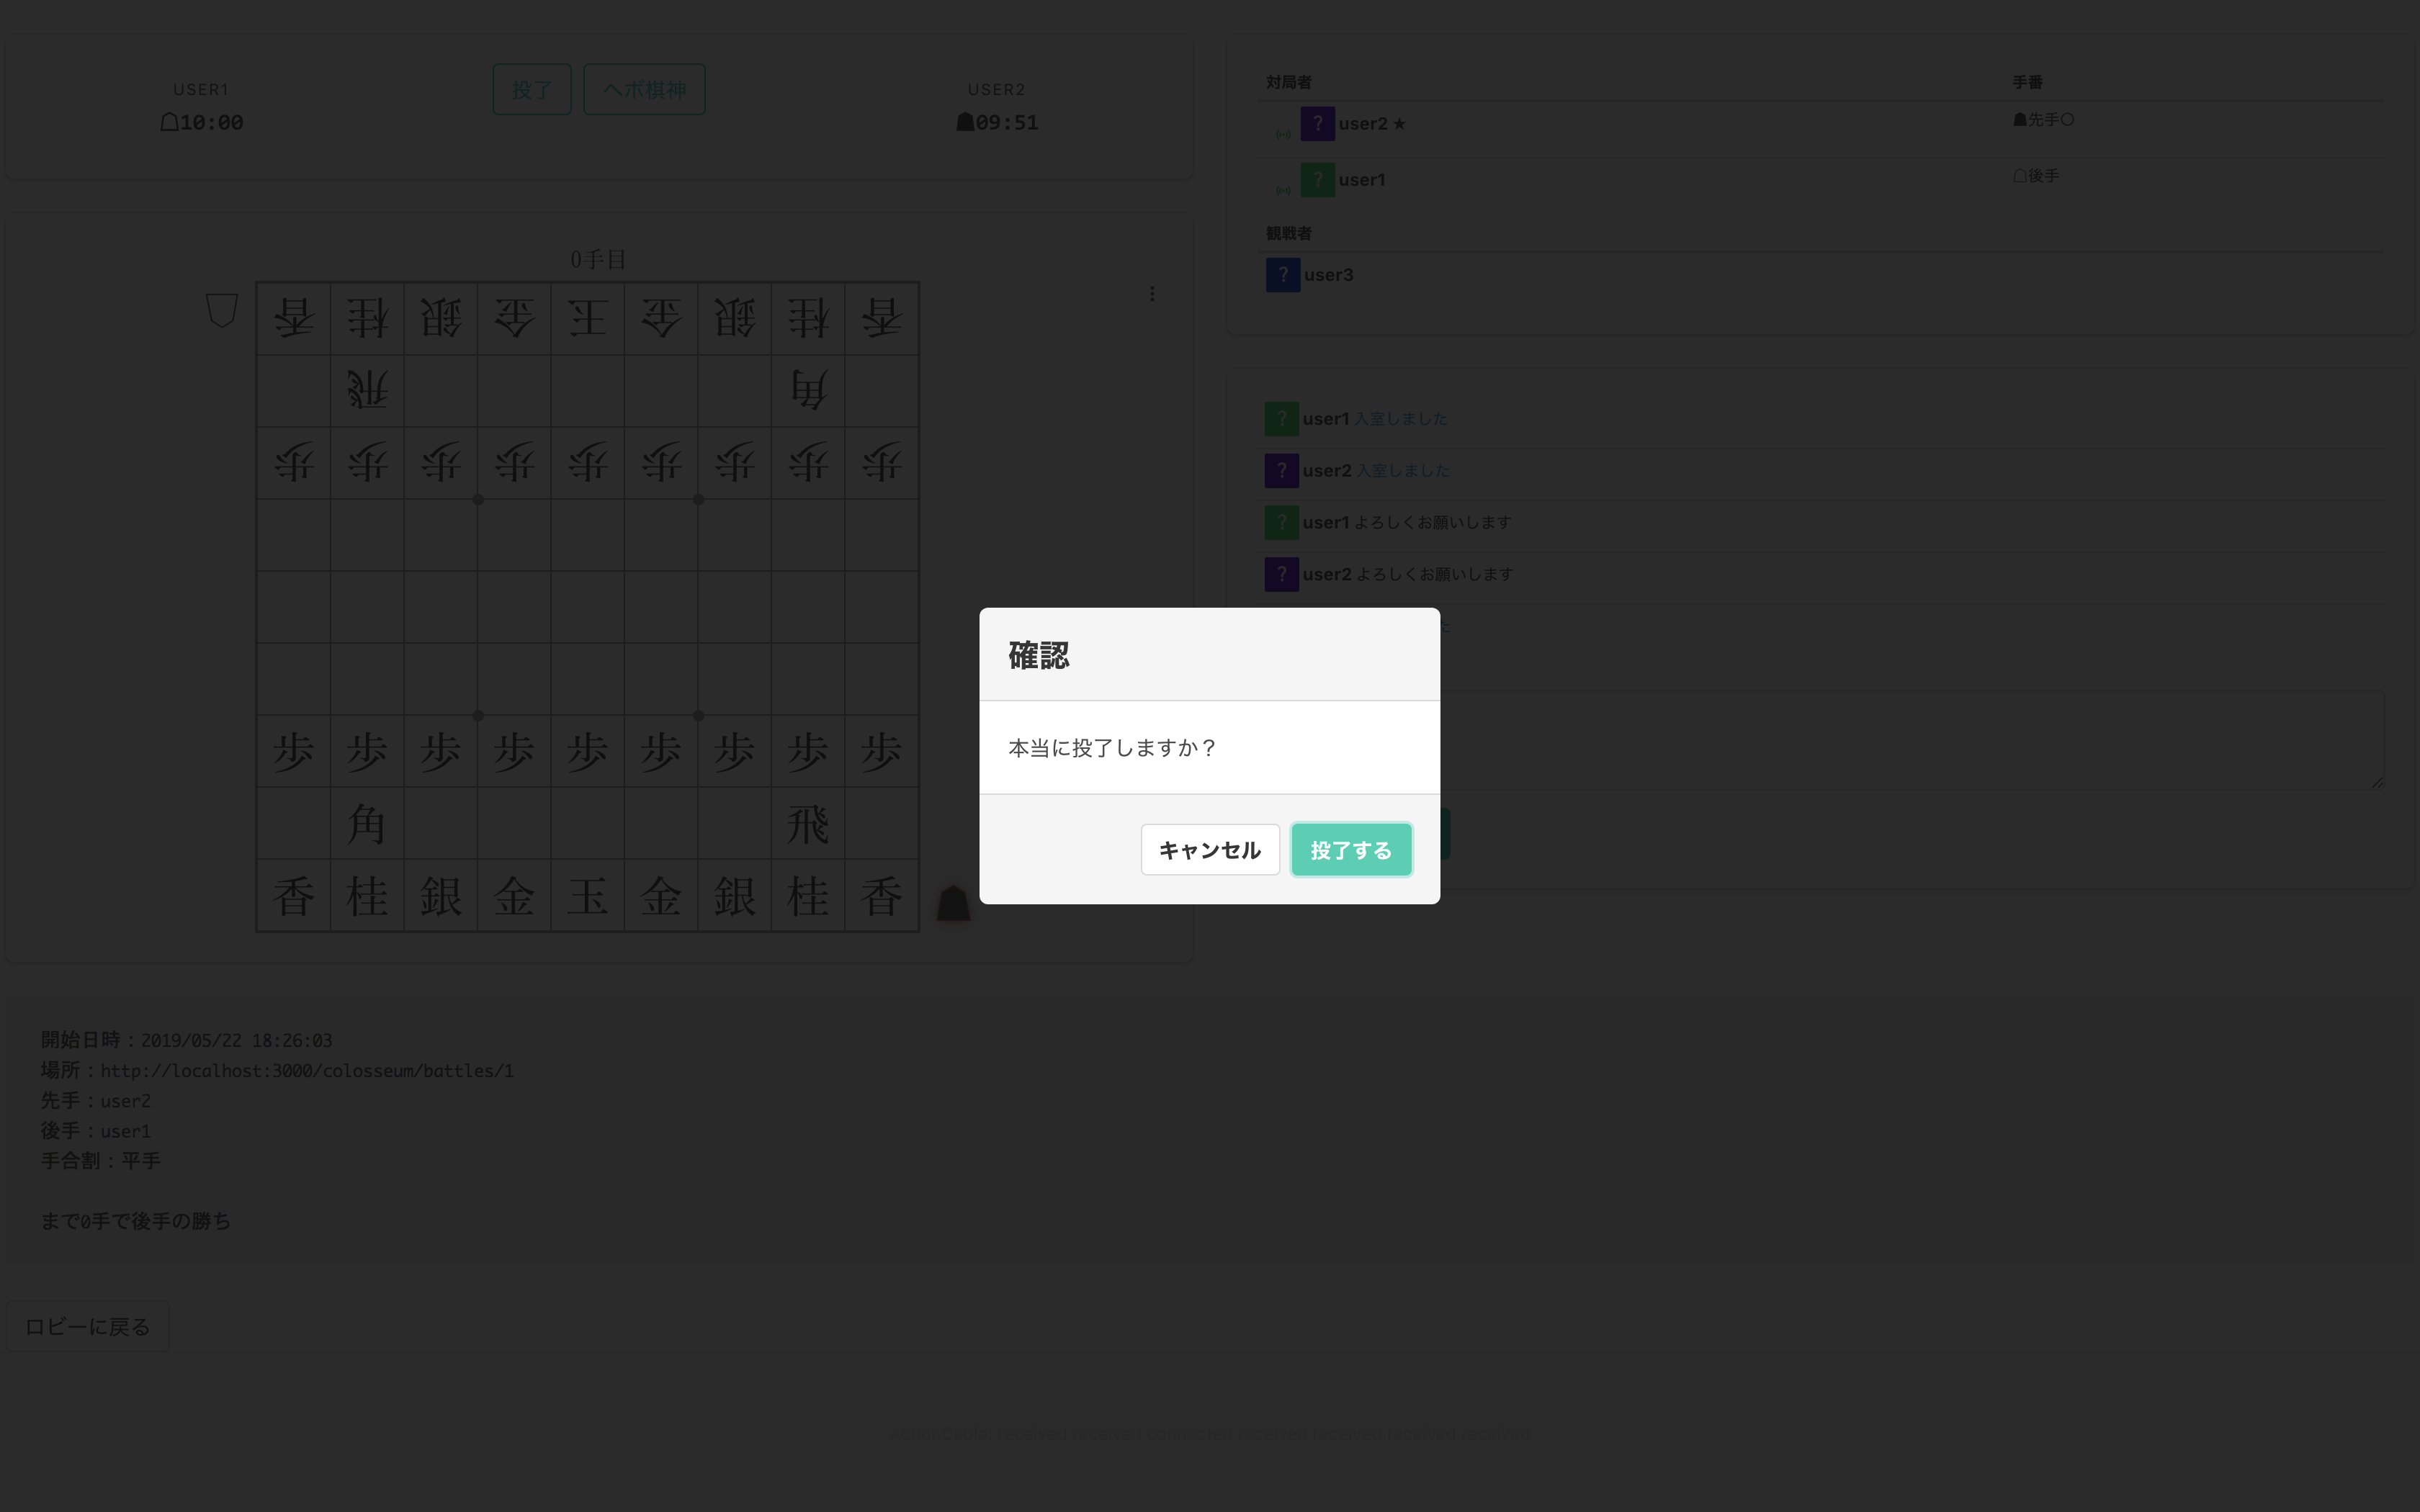 USER1
10:00
投了
ヘボ棋神
USER2
09:51
0手目
香 桂 銀 金 玉 金 銀 桂 香
飛 角
歩 歩 歩 歩 歩 歩 歩 歩 歩
歩 歩 歩 歩 歩 歩 歩 歩 歩
角 飛
香 桂 銀 金 玉 金 銀 桂 香
対局者 手番
? user2 ★ ☗先手○
? user1 ☖後手
観戦者
? user3
? user1 入室しました
? user2 入室しました
? user1 よろしくお願いします
? user2 よろしくお願いします
た
確認
本当に投了しますか？
キャンセル
投了する
開始日時：2019/05/22 18:26:03
場所：http://localhost:3000/colosseum/battles/1
先手：user2
後手：user1
手合割：平手
まで0手で後手の勝ち
ロビーに戻る